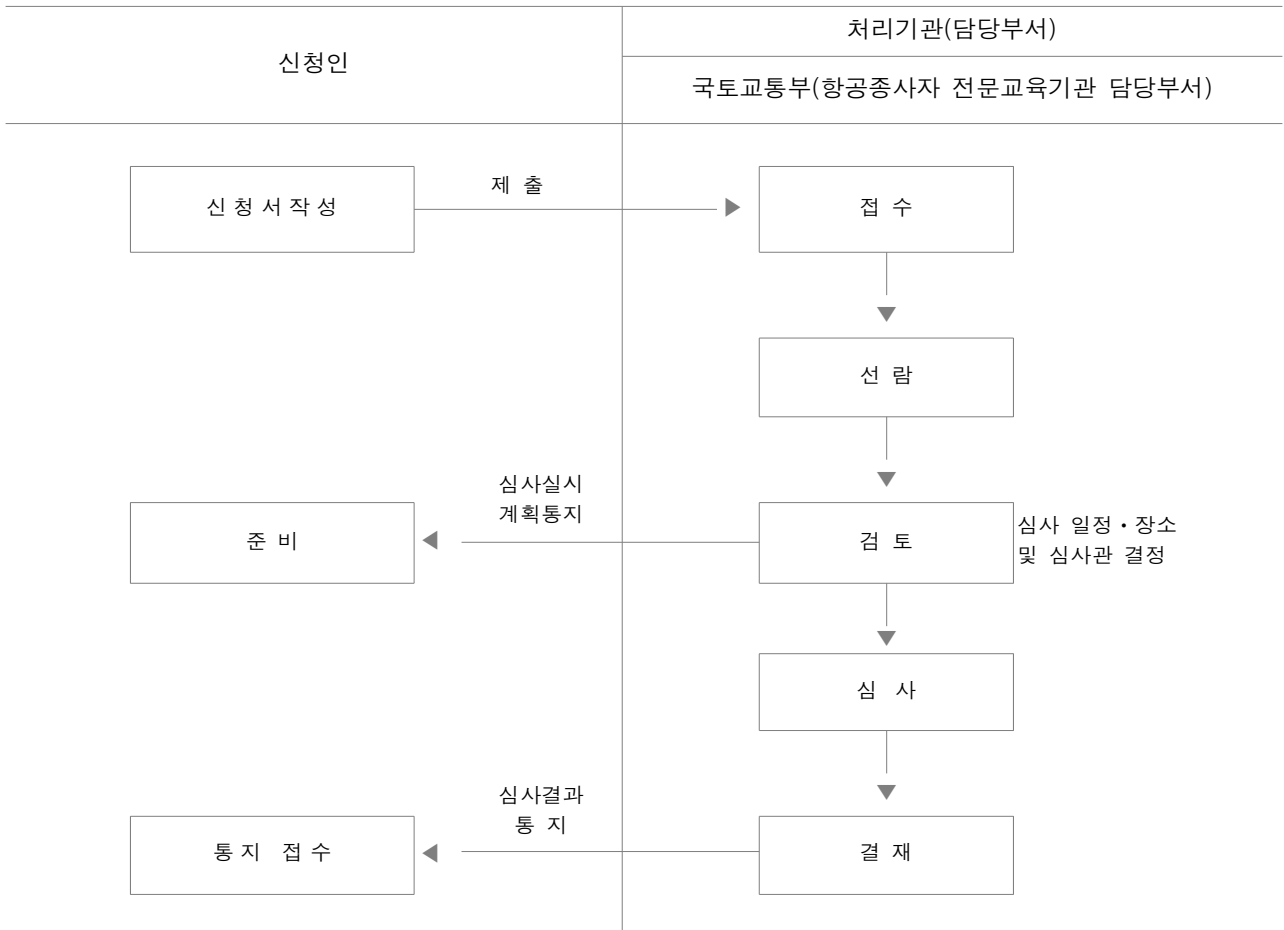 신청인
처리기관(담당부서)
국토교통부(항공종사자 전문교육기관 담당부서)
신 청 서 작 성
제 출
접 수
선 람
심사실시
계획통지
준 비
검 토
심사 일정・장소
및 심사관 결정
심 사
심사결과
통 지
통 지 접 수
결 재